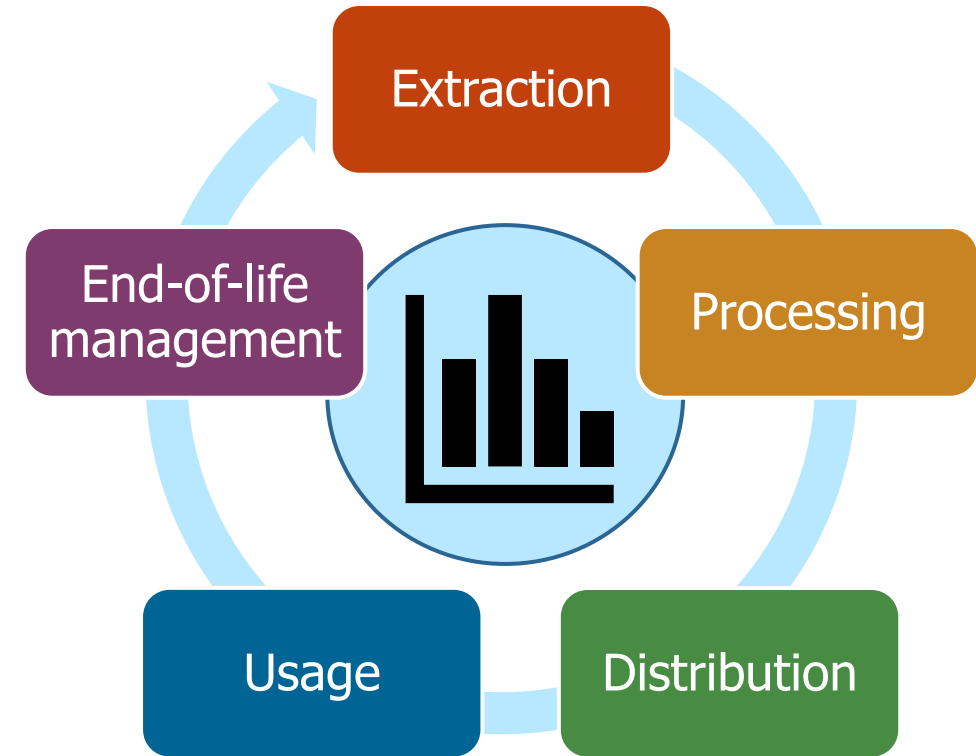 Extraction
Processing
Distribution
Usage
End-of-life
management